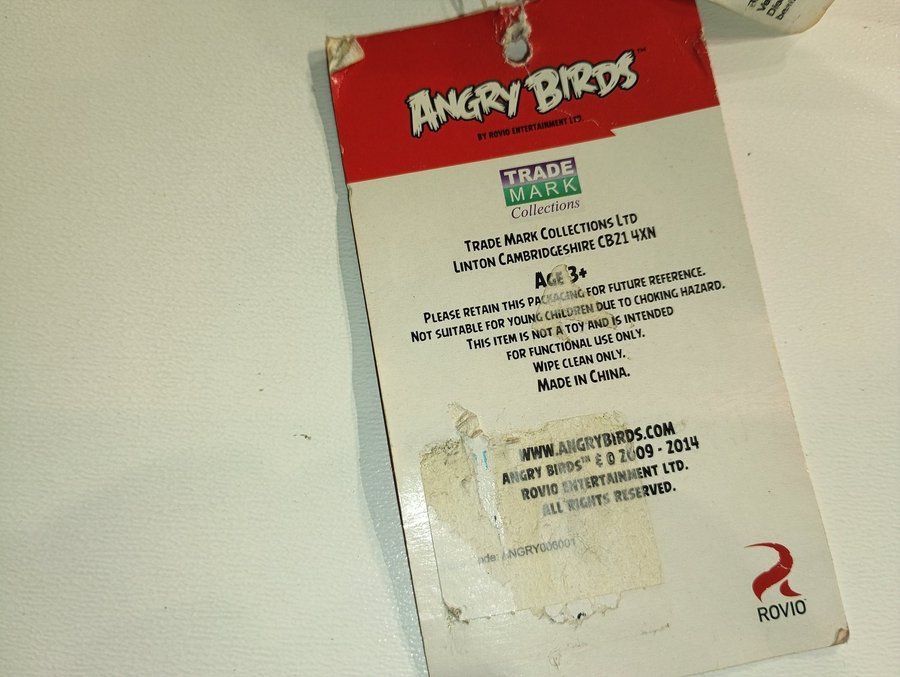 ANGRY BIRDS™
BY ROVIO ENTERTAINMENT LTD.
TRADE
MARK
Collections
TRADE MARK COLLECTIONS LTD
LINTON CAMBRIDGESHIRE CB21 4XN
AGE 3+
PLEASE RETAIN THIS PACKAGING FOR FUTURE REFERENCE.
NOT SUITABLE FOR YOUNG CHILDREN DUE TO CHOKING HAZARD.
THIS ITEM IS NOT A TOY AND IS INTENDED
FOR FUNCTIONAL USE ONLY.
WIPE CLEAN ONLY.
MADE IN CHINA.
WWW.ANGRYBIRDS.COM
ANGRY BIRDS™ & © 2009 - 2014
ROVIO ENTERTAINMENT LTD.
ALL RIGHTS RESERVED.
ANGRY006001
ROVIO